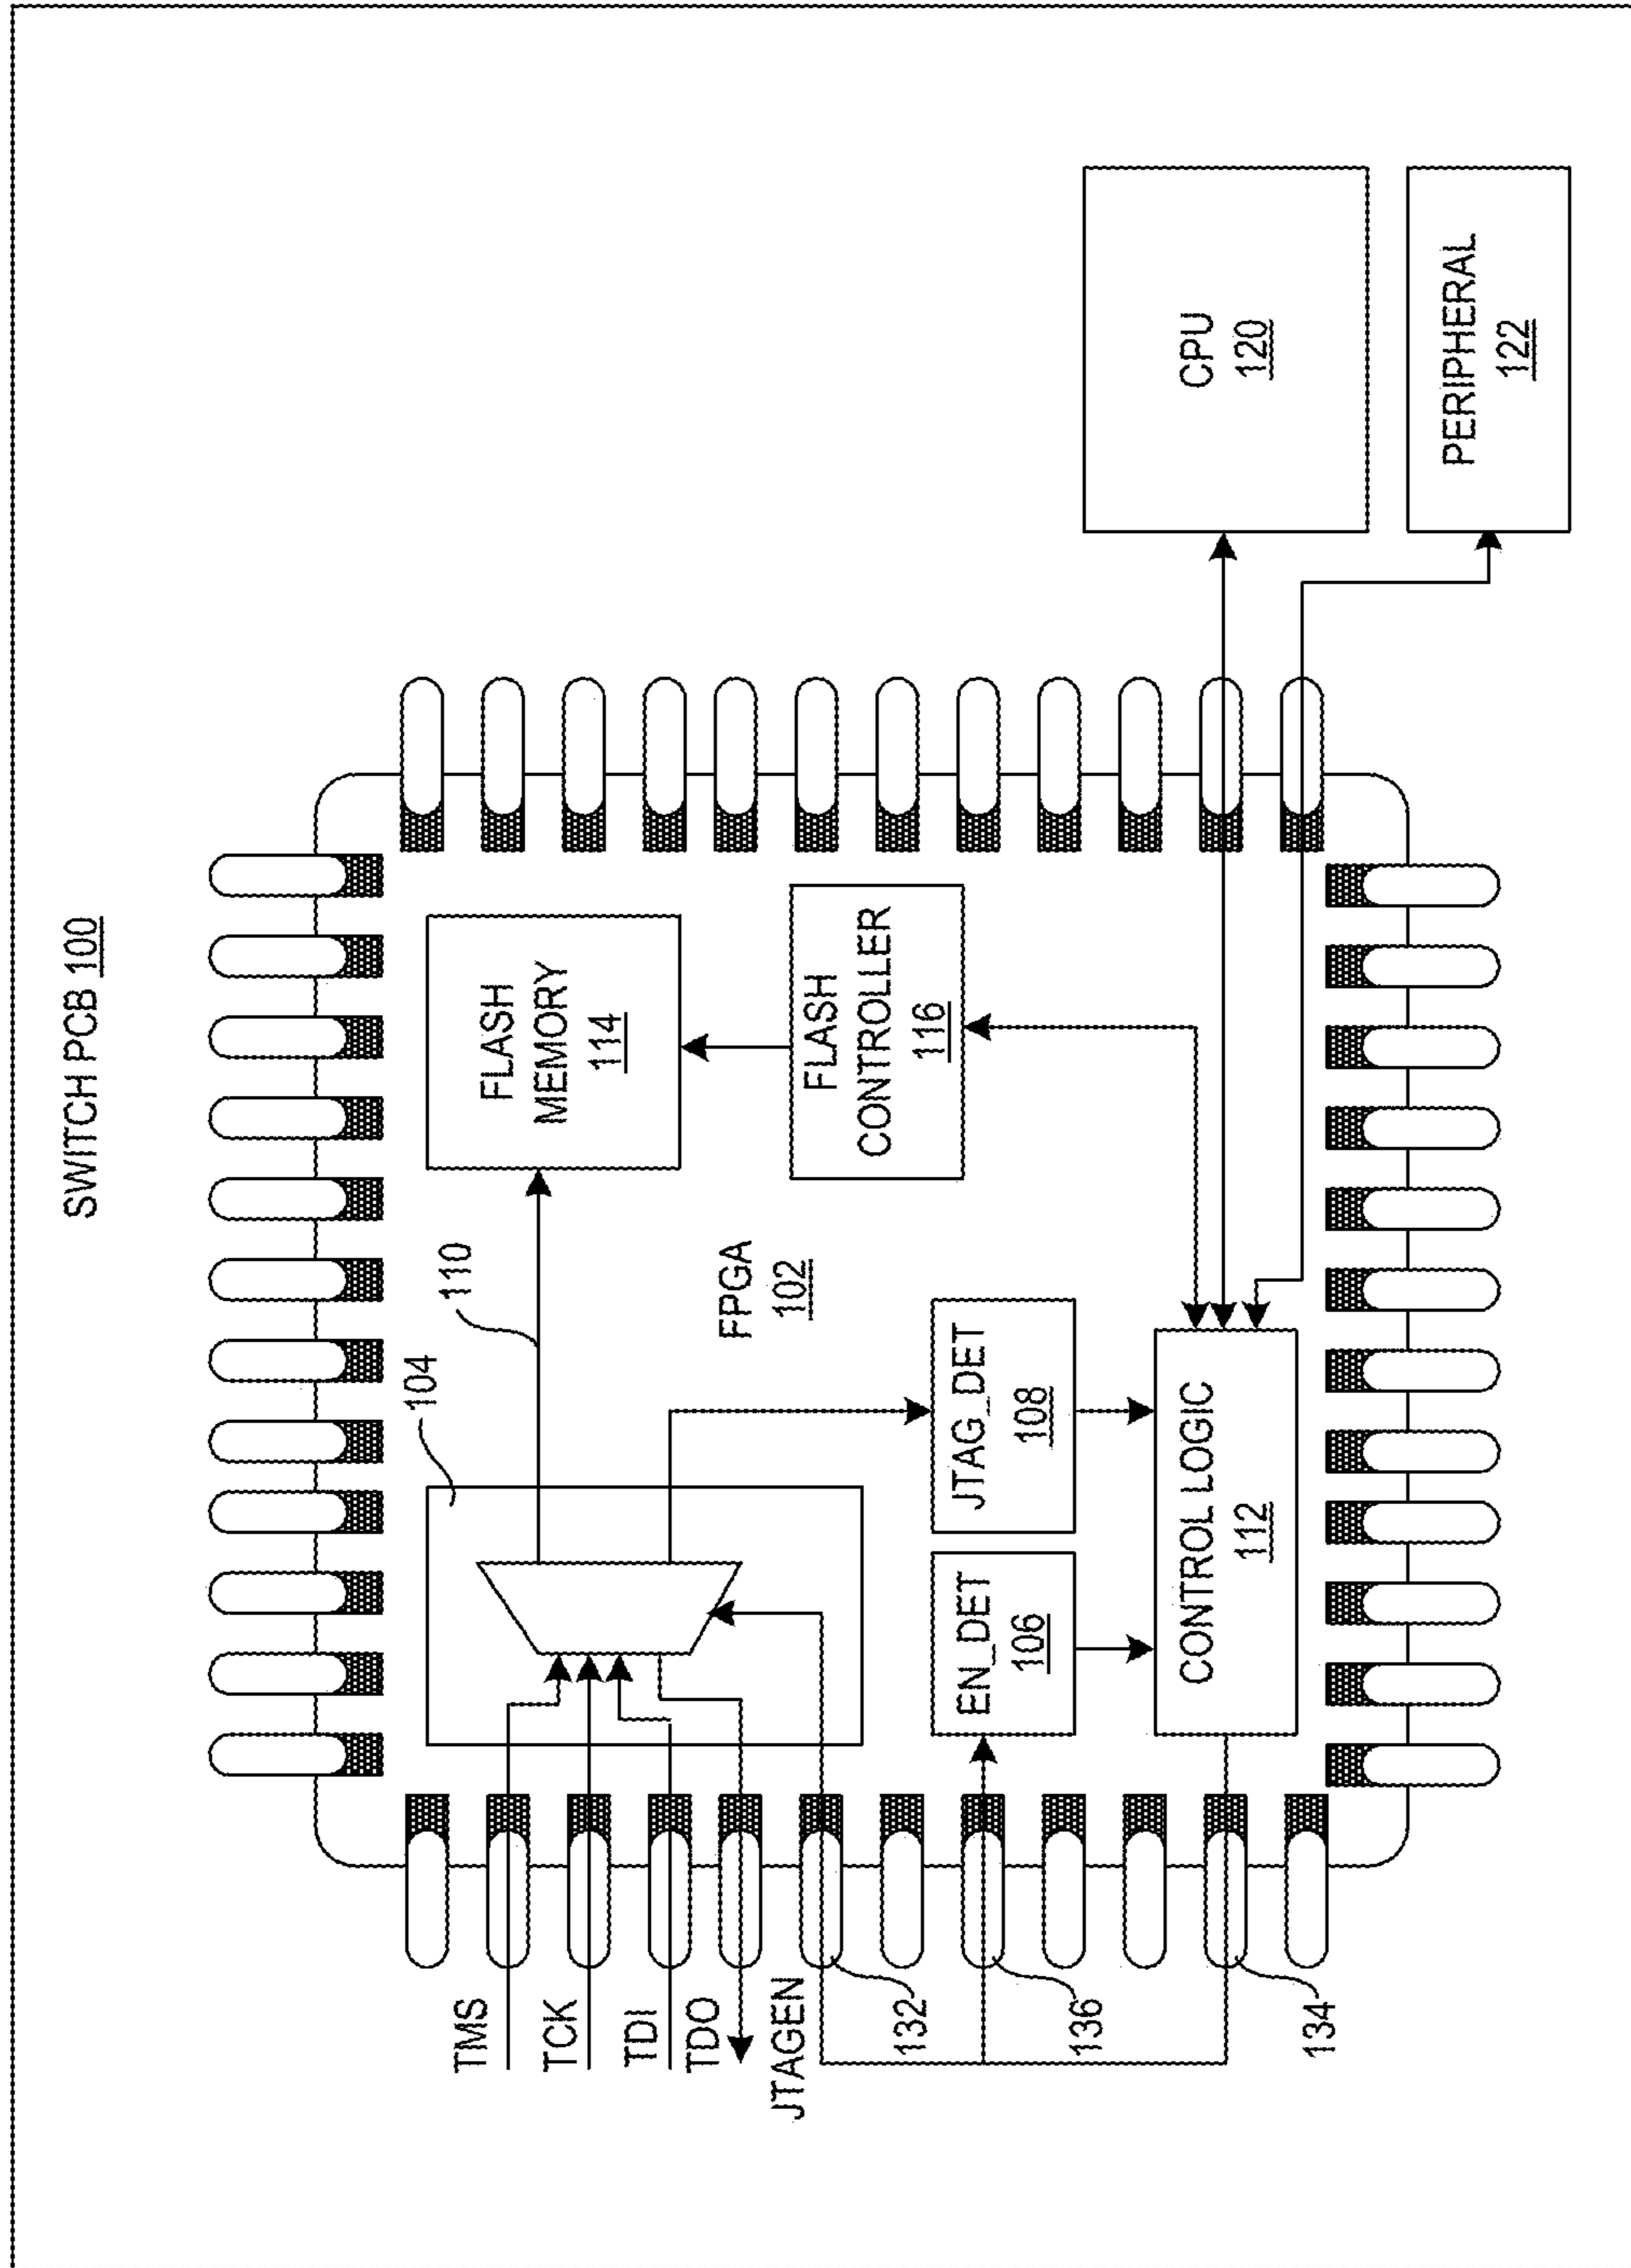 SWITCH PCB 100
104
110
FLASH
MEMORY
114
FPGA
102
FLASH
CONTROLLER
116
TMS
TCK
TDI
TDO
JTAGEN
132
136
134
EN_DET
106
JTAG_DET
108
CONTROL LOGIC
112
CPU
120
PERIPHERAL
122